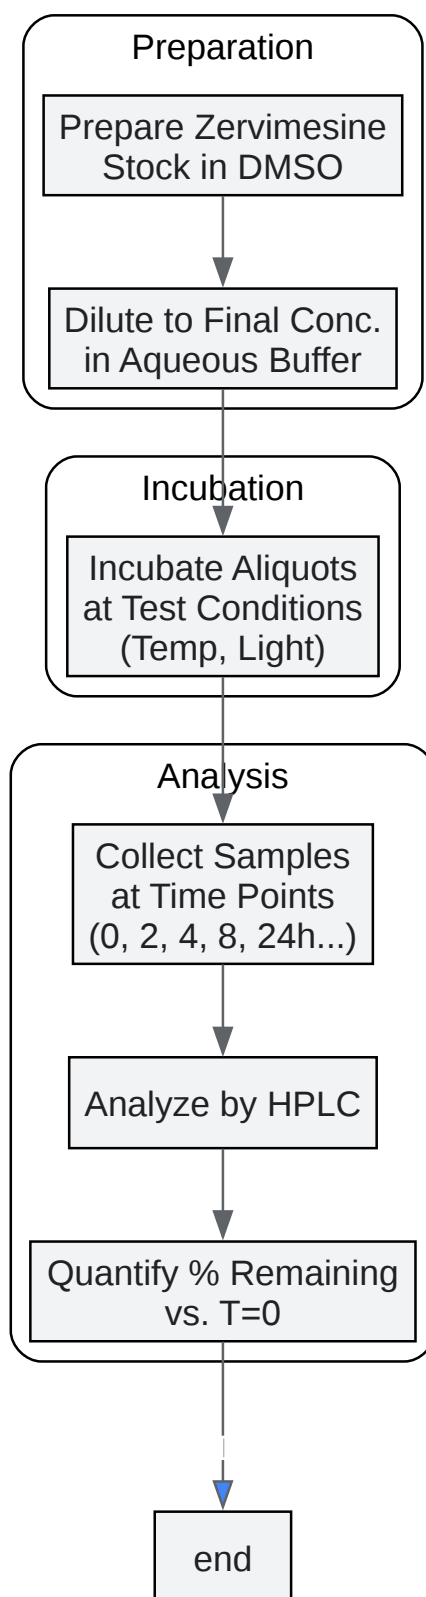 Preparation
Prepare Zervimesine
Stock in DMSO
Dilute to Final Conc.
in Aqueous Buffer
Incubation
Incubate Aliquots
at Test Conditions
(Temp, Light)
Analysis
Collect Samples
at Time Points
(0, 2, 4, 8, 24h...)
Analyze by HPLC
Quantify % Remaining
vs. T=0
end